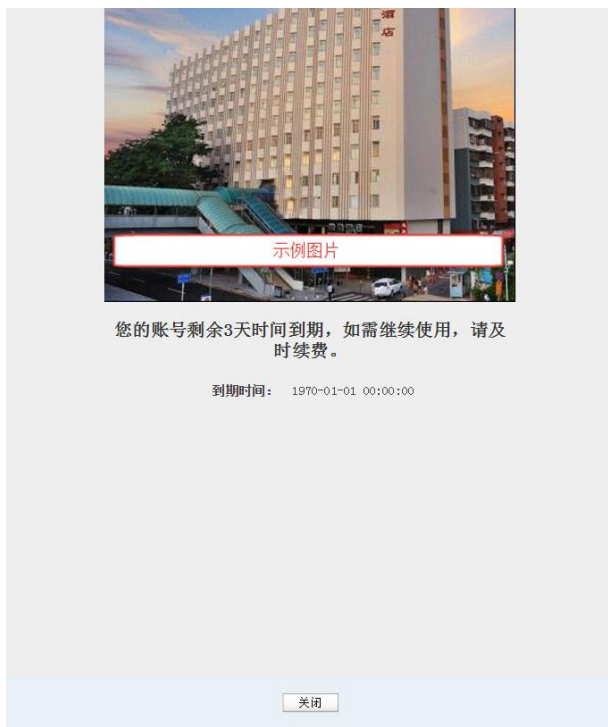 酒
店
示例图片
您的账号剩余3天时间到期，如需继续使用，请及
时续费。
到期时间： 1970-01-01 00:00:00
关闭